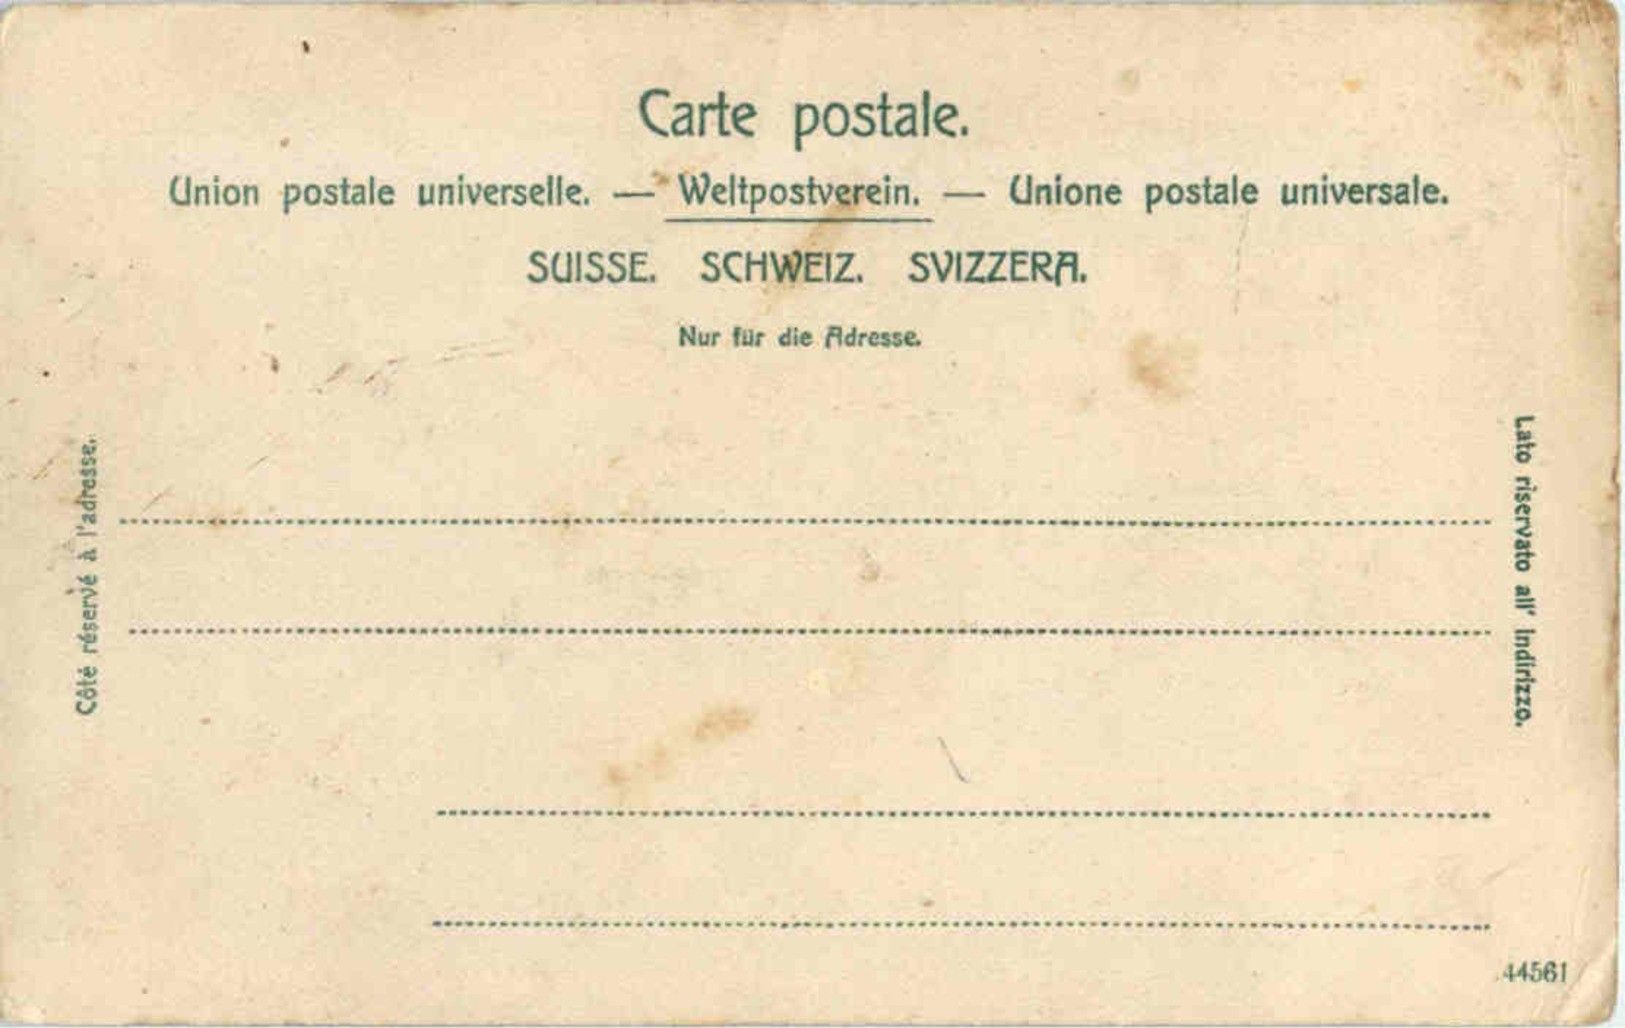 Carte postale.
Union postale universelle. — Weltpostverein. — Unione postale universale.
SUISSE. SCHWEIZ. SVIZZERA.
Nur für die Adresse.
Côté réservé à l'adresse.
Lato riservato all' indirizzo.
44561